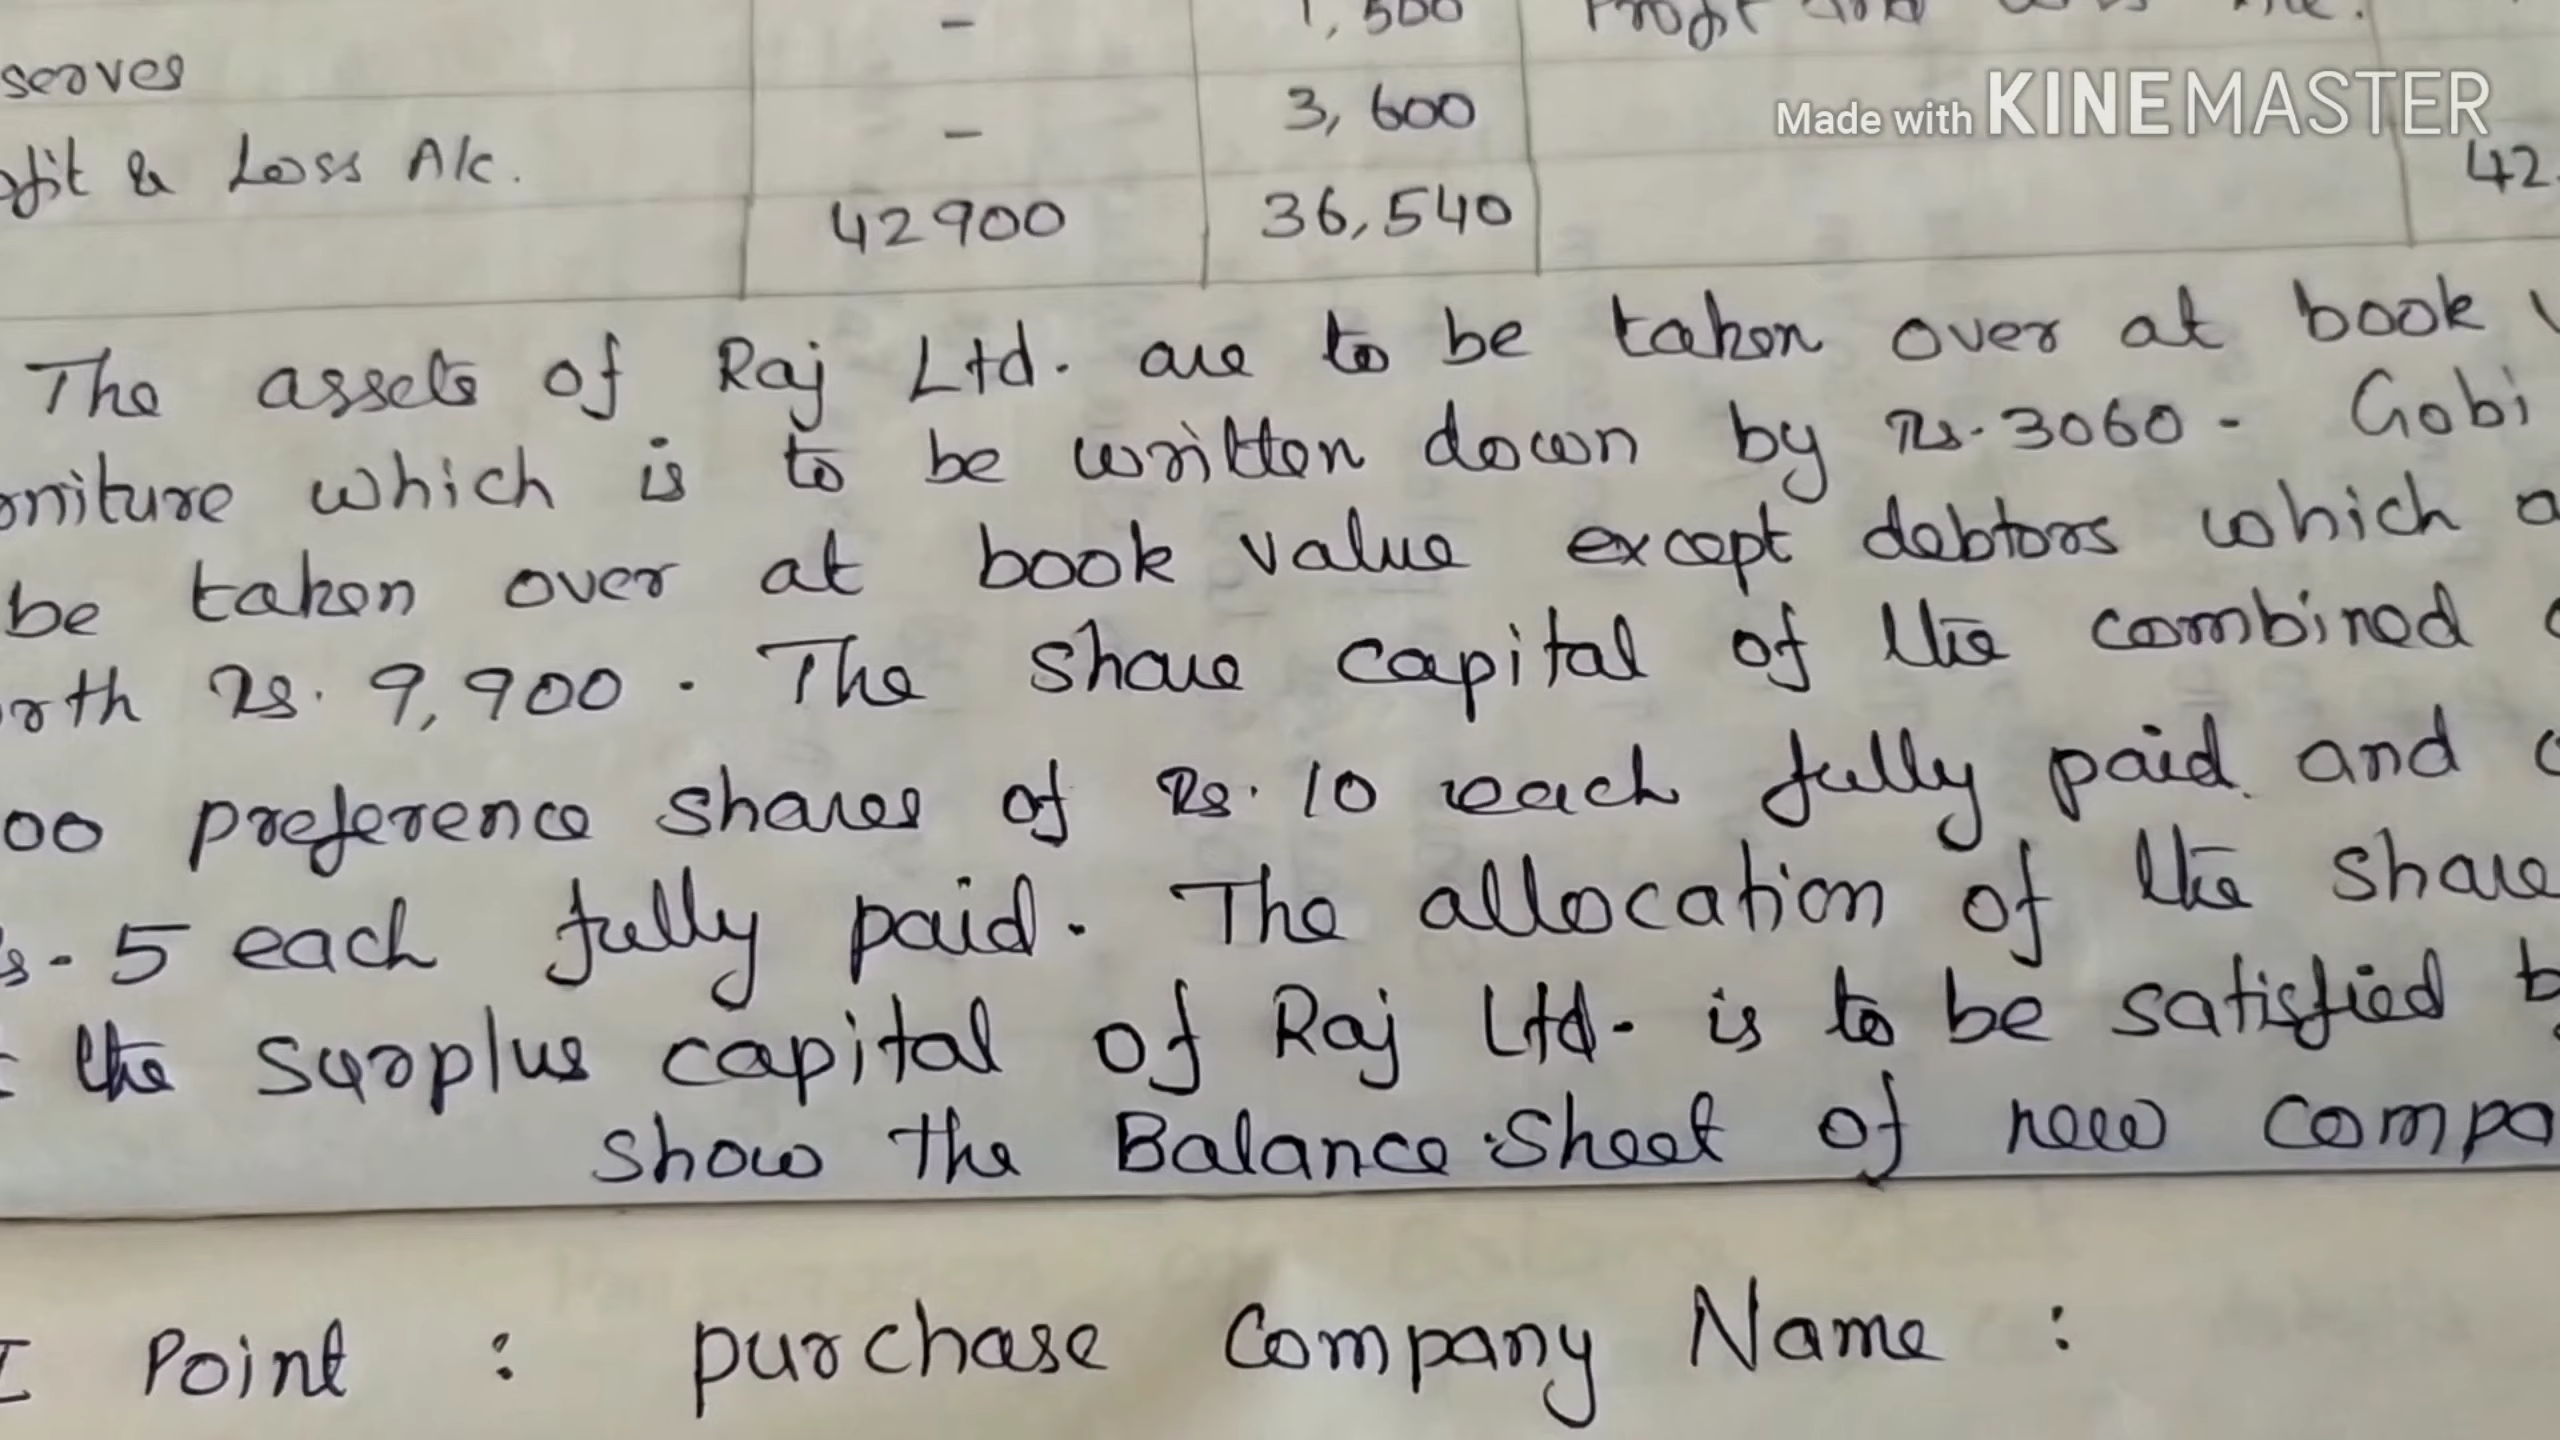 - 1,500 Profit and Loss A/c.
serves
3,600
Made with KINEMASTER
ofit & Loss A/c. -
42900 36,540 42
The assets of Raj Ltd. are to be taken over at book
niture which is to be written down by Rs. 3060 - Gobi
be taken over at book value except debtors which a
rth Rs. 9,900. The share capital of the combined
00 preference shares of Rs. 10 each fully paid and
s. 5 each fully paid. The allocation of the share
the surplus capital of Raj Ltd. is to be satisfied b
show the Balance Sheet of new compa
I Point : purchase Company Name :